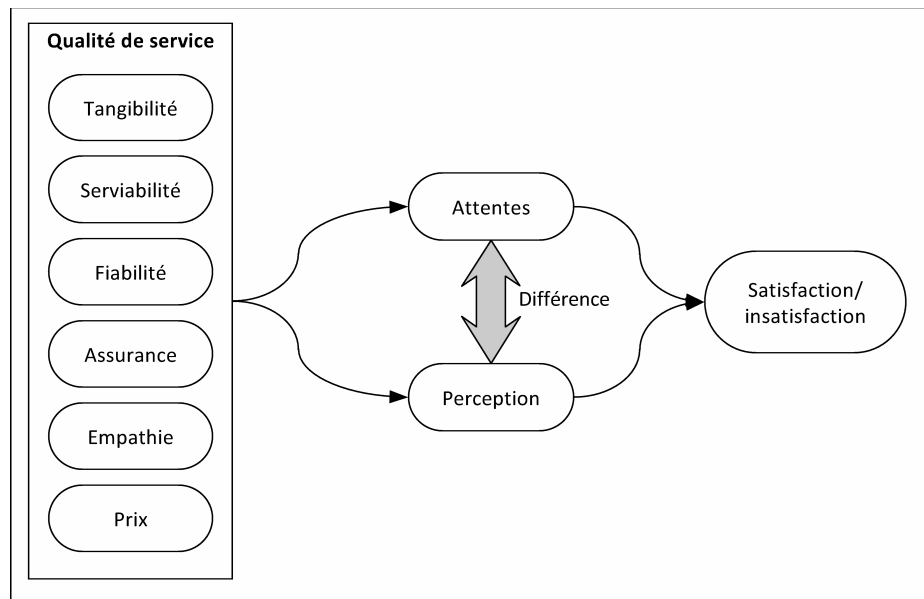 Qualité de service
Tangibilité
Serviabilité
Fiabilité
Assurance
Empathie
Prix
Attentes
Différence
Perception
Satisfaction/
insatisfaction